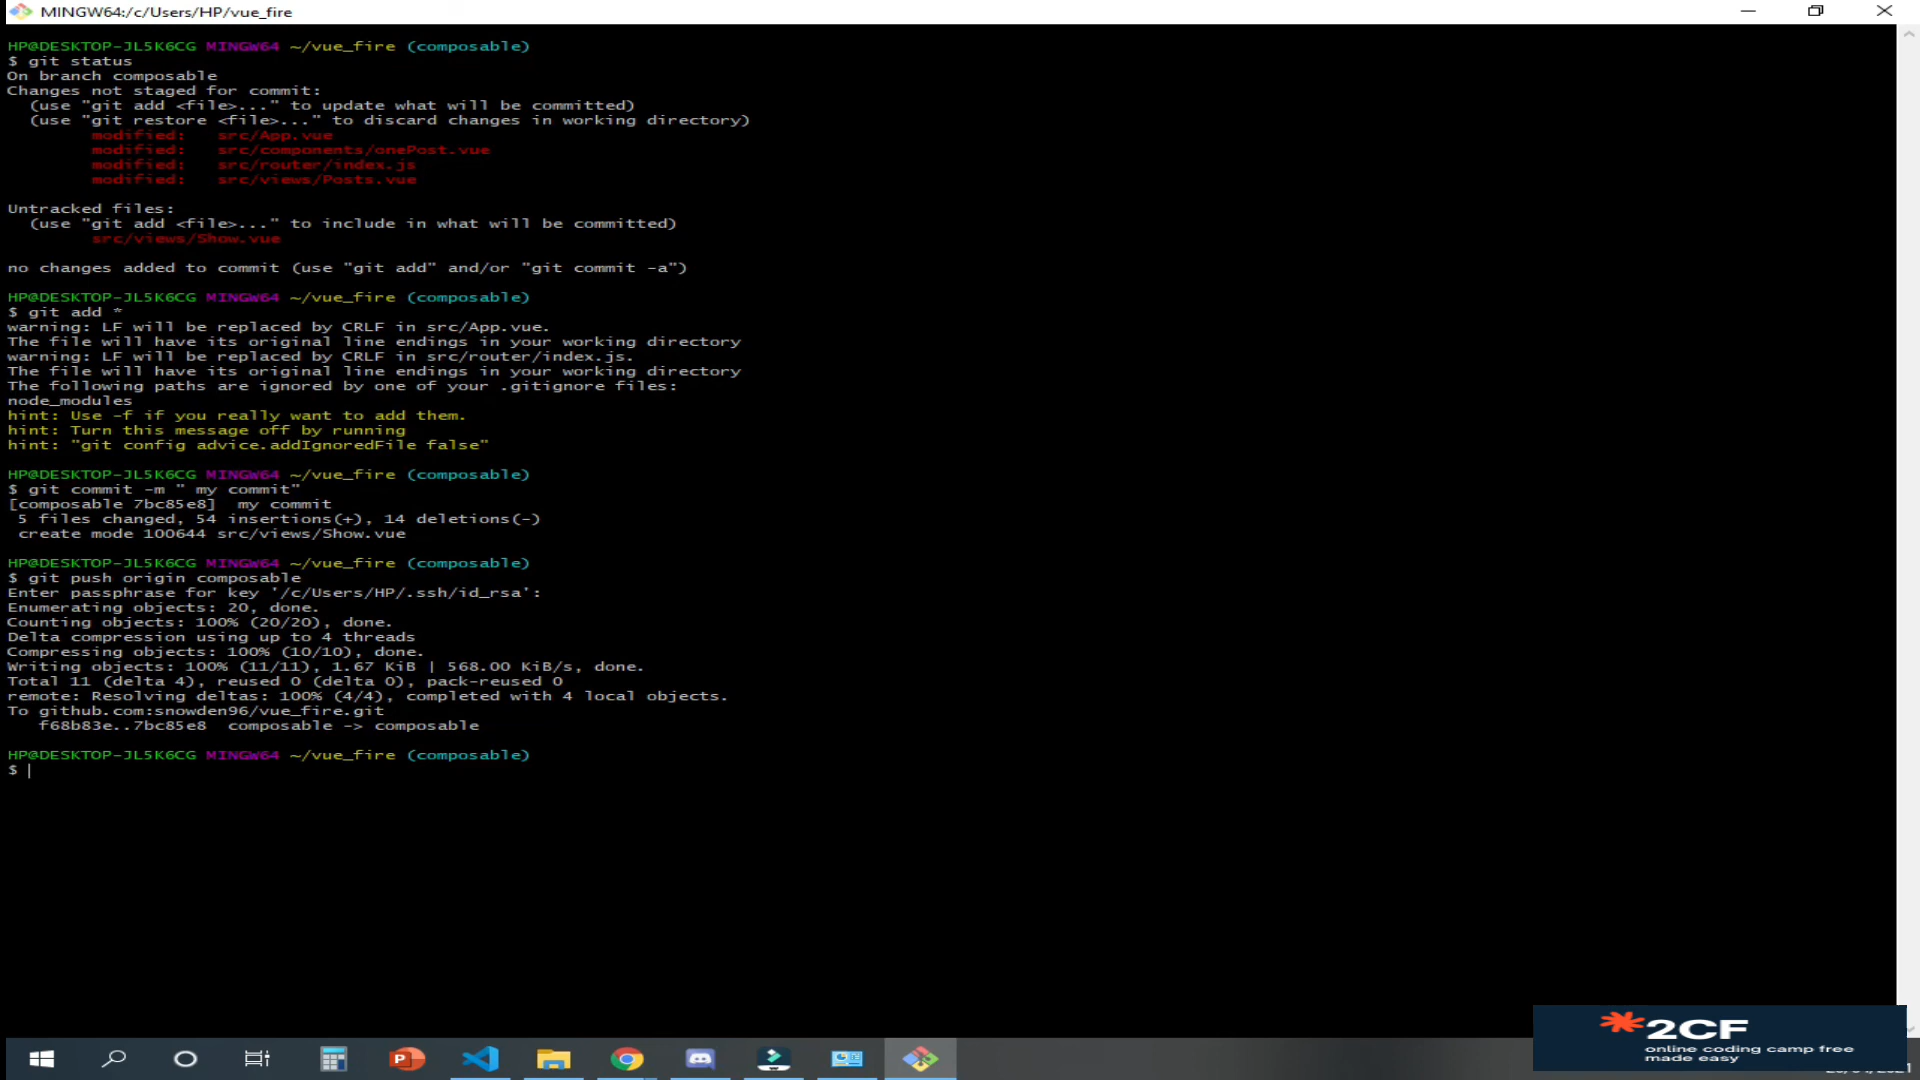 MINGW64:/c/Users/HP/vue_fire
HP@DESKTOP-JL5K6CG MINGW64 ~/vue_fire (composable)
$ git status
On branch composable
Changes not staged for commit:
  (use "git add <file>..." to update what will be committed)
  (use "git restore <file>..." to discard changes in working directory)
        modified:   src/App.vue
        modified:   src/components/onePost.vue
        modified:   src/router/index.js
        modified:   src/views/Posts.vue
Untracked files:
  (use "git add <file>..." to include in what will be committed)
        src/views/Show.vue
no changes added to commit (use "git add" and/or "git commit -a")
HP@DESKTOP-JL5K6CG MINGW64 ~/vue_fire (composable)
$ git add *
warning: LF will be replaced by CRLF in src/App.vue.
The file will have its original line endings in your working directory
warning: LF will be replaced by CRLF in src/router/index.js.
The file will have its original line endings in your working directory
The following paths are ignored by one of your .gitignore files:
node_modules
hint: Use -f if you really want to add them.
hint: Turn this message off by running
hint: "git config advice.addIgnoredFile false"
HP@DESKTOP-JL5K6CG MINGW64 ~/vue_fire (composable)
$ git commit -m " my commit"
[composable 7bc85e8]  my commit
 5 files changed, 54 insertions(+), 14 deletions(-)
 create mode 100644 src/views/Show.vue
HP@DESKTOP-JL5K6CG MINGW64 ~/vue_fire (composable)
$ git push origin composable
Enter passphrase for key '/c/Users/HP/.ssh/id_rsa':
Enumerating objects: 20, done.
Counting objects: 100% (20/20), done.
Delta compression using up to 4 threads
Compressing objects: 100% (10/10), done.
Writing objects: 100% (11/11), 1.67 KiB | 568.00 KiB/s, done.
Total 11 (delta 4), reused 0 (delta 0), pack-reused 0
remote: Resolving deltas: 100% (4/4), completed with 4 local objects.
To github.com:snowden96/vue_fire.git
   f68b83e..7bc85e8  composable -> composable
HP@DESKTOP-JL5K6CG MINGW64 ~/vue_fire (composable)
$
2CF
online coding camp free
made easy